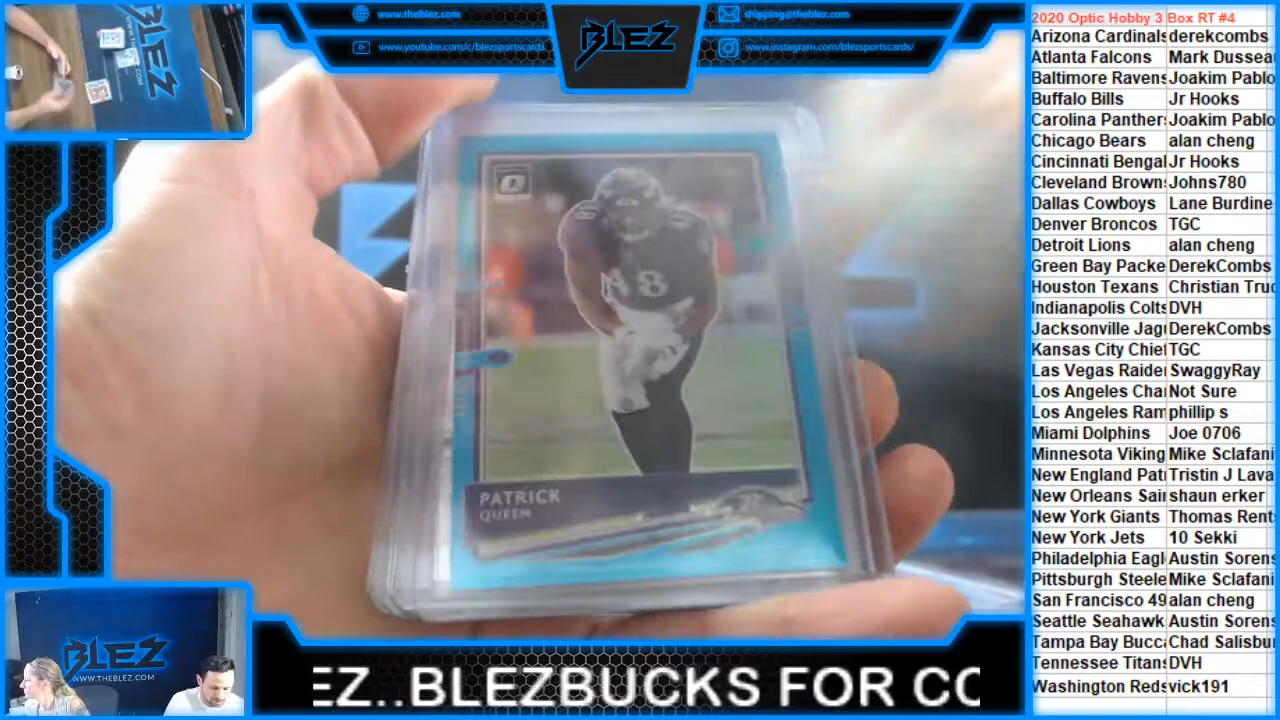 www.theblez.com
BLEZ
shipping@theblez.com
www.youtube.com/c/blezsportscards
www.instagram.com/blezsportscards/
48
PATRICK
QUEEN
BLEZ
WWW.THEBLEZ.COM
EZ..BLEZBUCKS FOR CO
2020 Optic Hobby 3 Box RT #4
Arizona Cardinals derekcombs
Atlanta Falcons Mark Dusseau
Baltimore Ravens Joakim Pablo
Buffalo Bills Jr Hooks
Carolina Panthers Joakim Pablo
Chicago Bears alan cheng
Cincinnati Bengal Jr Hooks
Cleveland Browns Johns780
Dallas Cowboys Lane Burdine
Denver Broncos TGC
Detroit Lions alan cheng
Green Bay Packe DerekCombs
Houston Texans Christian Truc
Indianapolis Colts DVH
Jacksonville Jagu DerekCombs
Kansas City Chief TGC
Las Vegas Raider SwaggyRay
Los Angeles Cha Not Sure
Los Angeles Ram phillip s
Miami Dolphins Joe 0706
Minnesota Viking Mike Sclafani
New England Patr Tristin J Lava
New Orleans Sain shaun erker
New York Giants Thomas Rent
New York Jets 10 Sekki
Philadelphia Eagl Austin Sorens
Pittsburgh Steele Mike Sclafani
San Francisco 49 alan cheng
Seattle Seahawk Austin Sorens
Tampa Bay Bucc Chad Salisbu
Tennessee Titans DVH
Washington Reds vick191